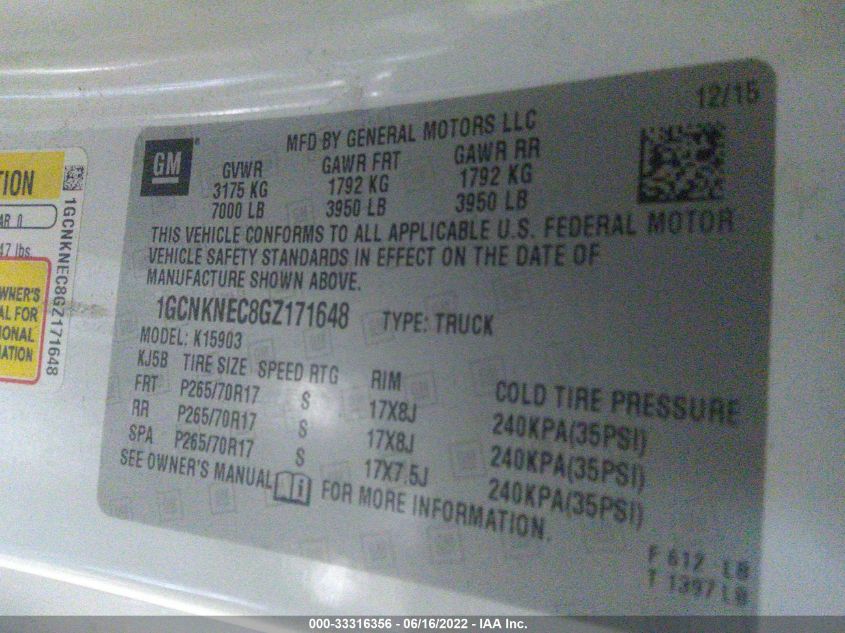 12/15
GM
MFD BY GENERAL MOTORS LLC
GVWR GAWR FRT GAWR RR
3175 KG 1792 KG 1792 KG
7000 LB 3950 LB 3950 LB
THIS VEHICLE CONFORMS TO ALL APPLICABLE U.S. FEDERAL MOTOR
VEHICLE SAFETY STANDARDS IN EFFECT ON THE DATE OF
MANUFACTURE SHOWN ABOVE.
1GCNKNEC8GZ171648 TYPE: TRUCK
MODEL: K15903
KJ5B TIRE SIZE SPEED RTG RIM COLD TIRE PRESSURE
FRT P265/70R17 S 17X8J 240KPA(35PSI)
RR P265/70R17 S 17X8J 240KPA(35PSI)
SPA P265/70R17 S 17X7.5J 240KPA(35PSI)
SEE OWNER'S MANUAL FOR MORE INFORMATION.
F 612 LB
T 1397 LB
TION
AR 0
47 lbs.
WNER'S
AL FOR
IONAL
ATION
1GCNKNEC8GZ171648
000-33316356 - 06/16/2022 - IAA Inc.